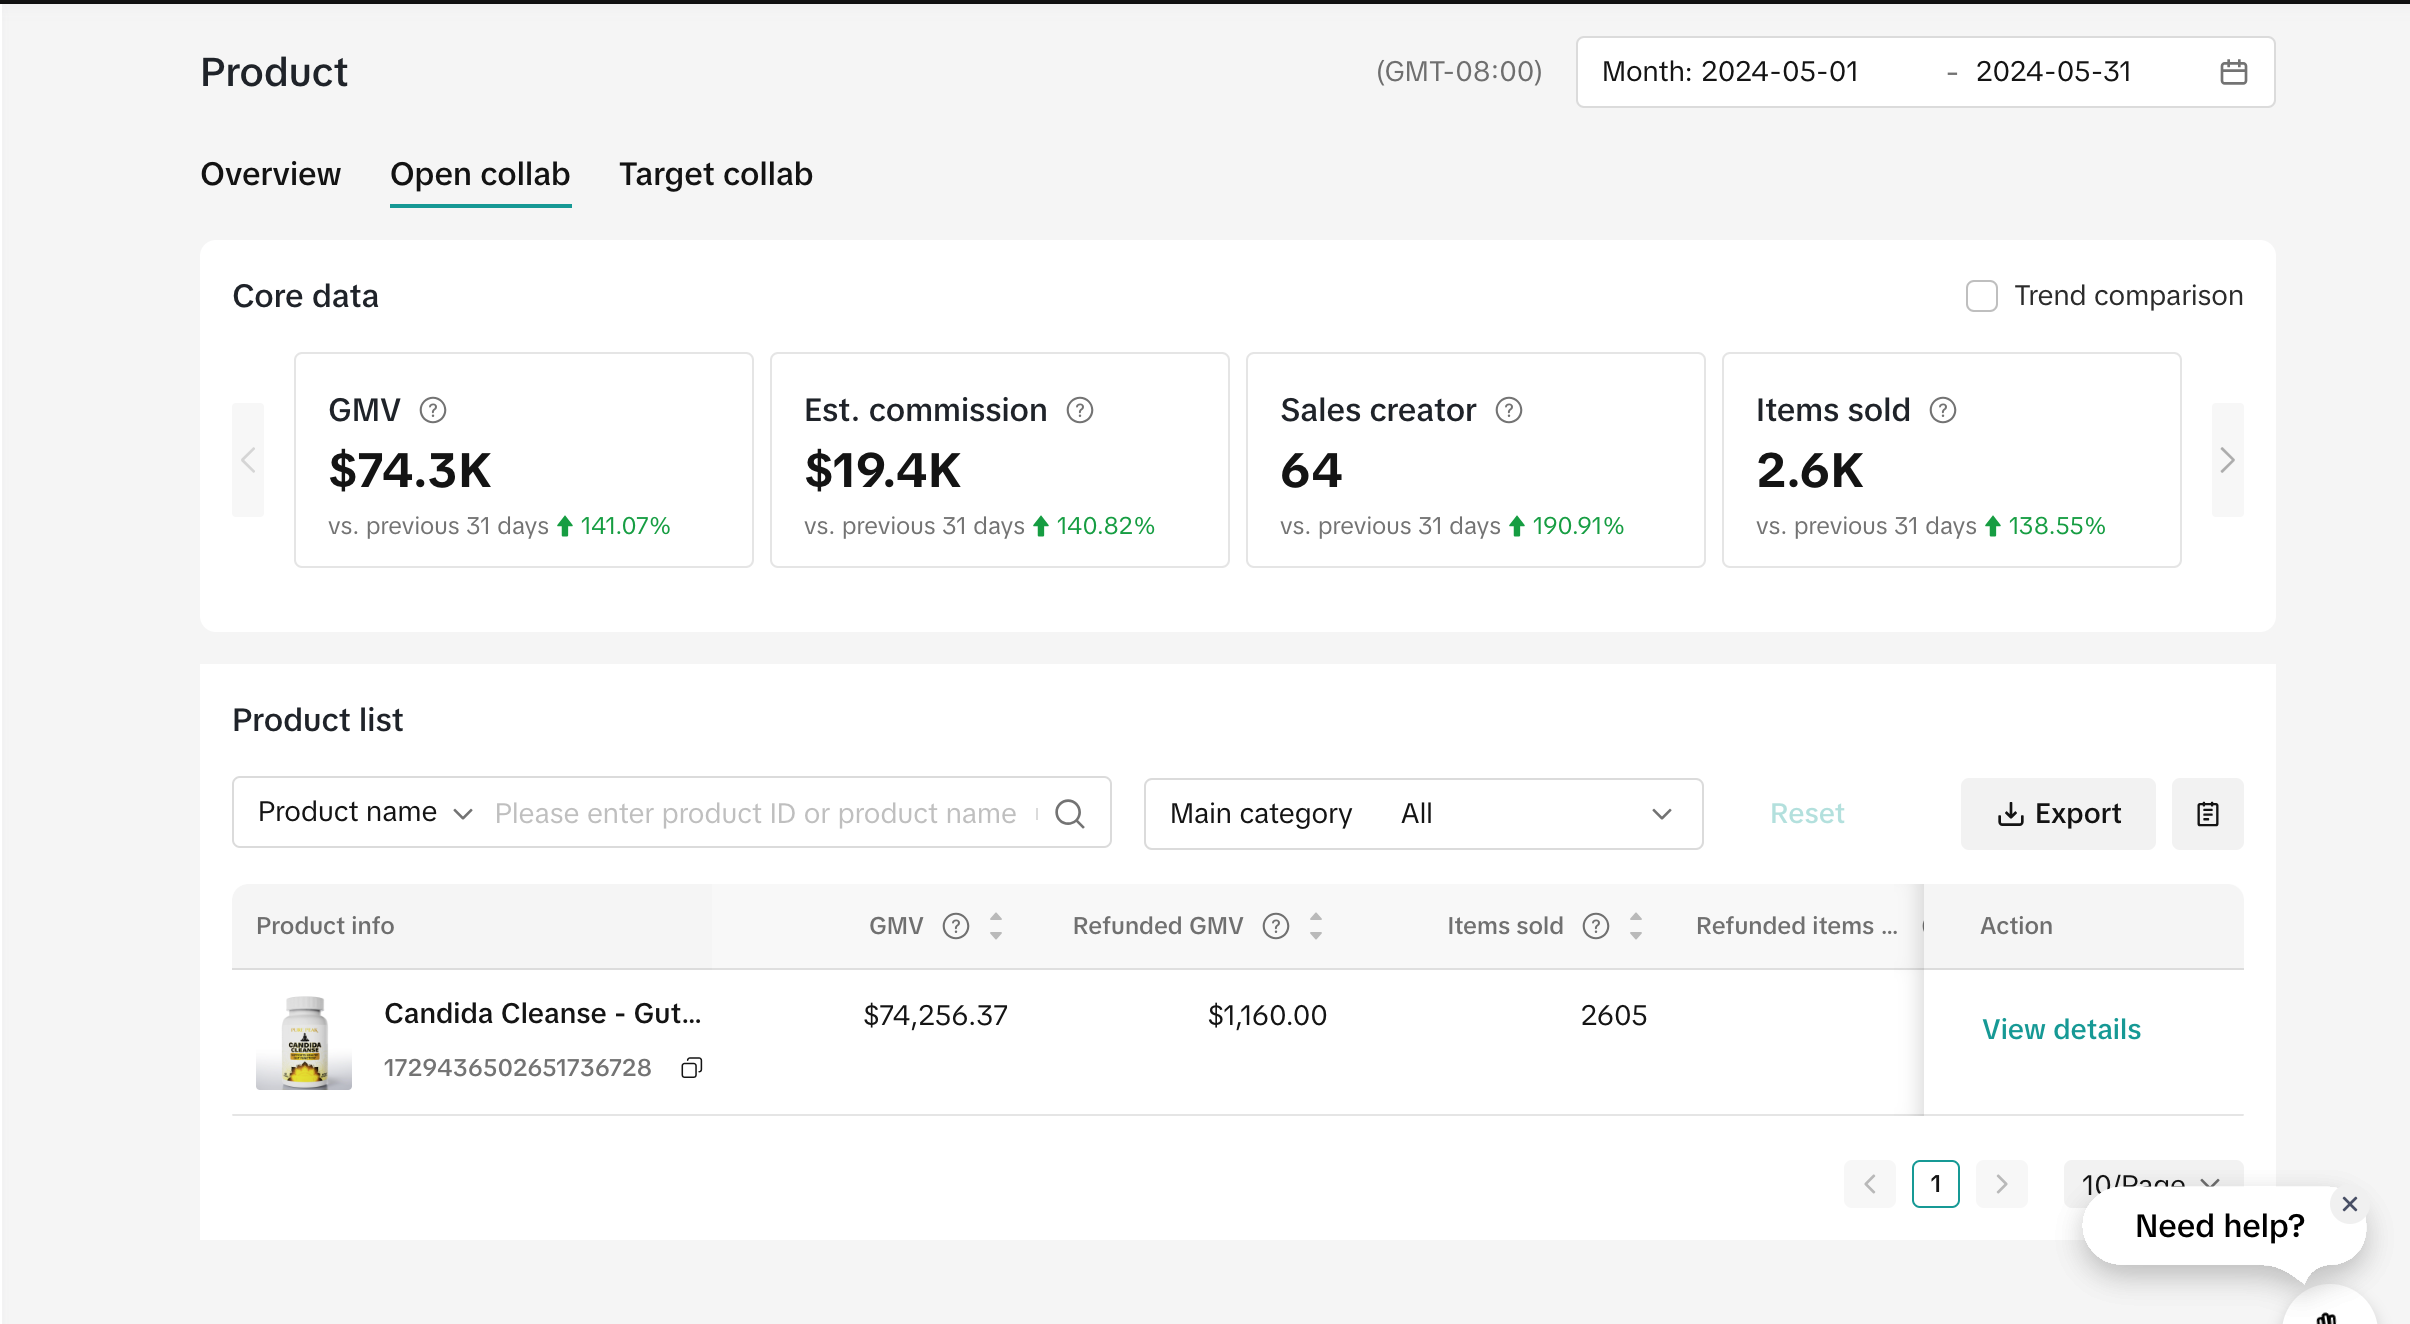 Product
(GMT-08:00)
Month: 2024-05-01 - 2024-05-31
Overview Open collab Target collab
Core data
Trend comparison
GMV
$74.3K
vs. previous 31 days 141.07%
Est. commission
$19.4K
vs. previous 31 days 140.82%
Sales creator
64
vs. previous 31 days 190.91%
Items sold
2.6K
vs. previous 31 days 138.55%
Product list
Product name Please enter product ID or product name
Main category All
Reset
Export
Product info GMV Refunded GMV Items sold Refunded items ... Action
CANDIDA
CLEANSE
Candida Cleanse - Gut...
1729436502651736728
$74,256.37 $1,160.00 2605
View details
1
10/Page
Need help?